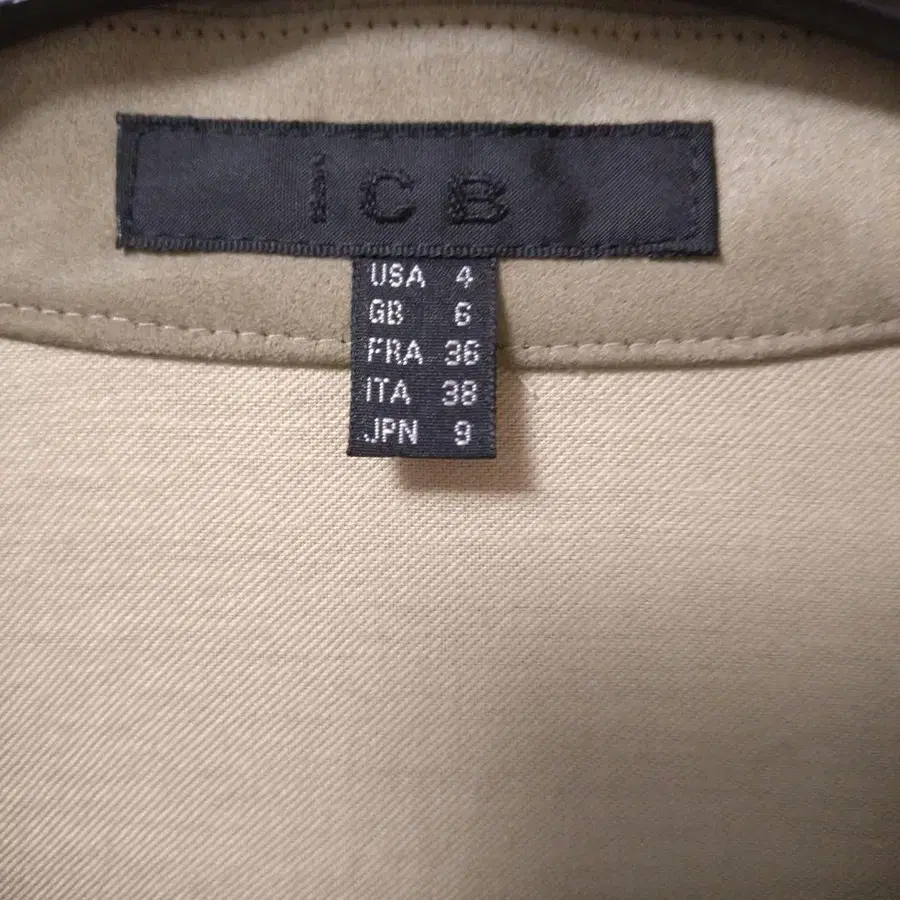 iCB
USA 4
GB 6
FRA 36
ITA 38
JPN 9